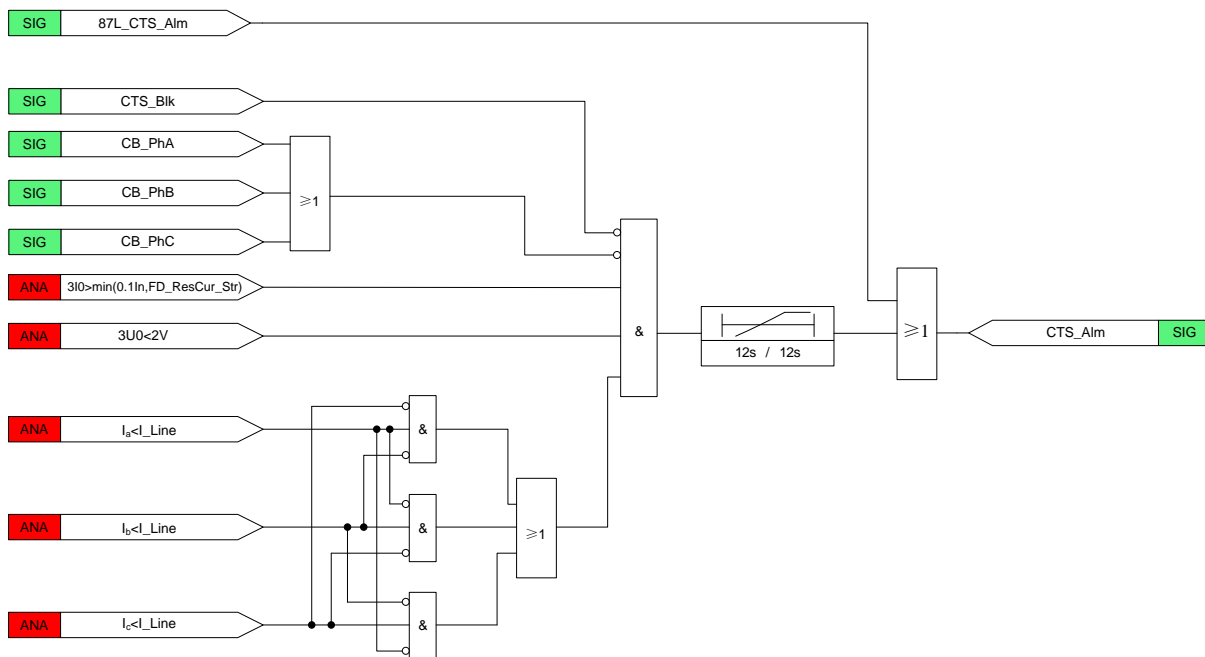 SIG 87L_CTS_Alm
SIG CTS_Blk
SIG CB_PhA
SIG CB_PhB
≥1
SIG CB_PhC
ANA 3I0>min(0.1In,FD_ResCur_Str)
ANA 3U0<2V
&
12s / 12s
≥1
CTS_Alm SIG
ANA Ia<I_Line
&
ANA Ib<I_Line
&
≥1
ANA Ic<I_Line
&